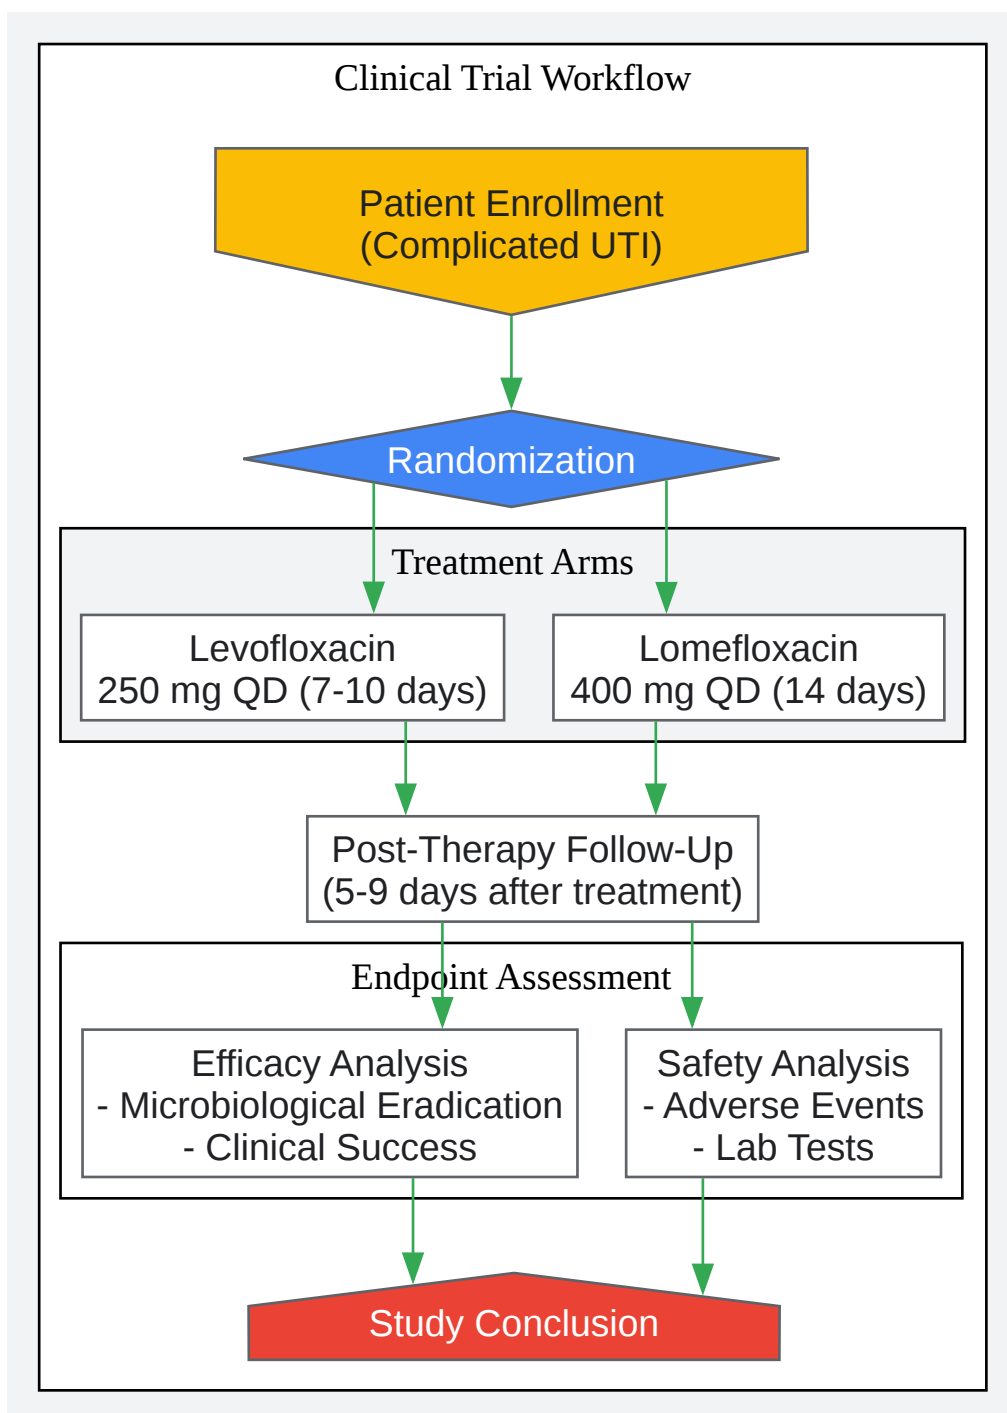 Clinical Trial Workflow
Patient Enrollment
(Complicated UTI)
Randomization
Treatment Arms
Levofloxacin
250 mg QD (7-10 days)
Lomefloxacin
400 mg QD (14 days)
Post-Therapy Follow-Up
(5-9 days after treatment)
Endpoint Assessment
Efficacy Analysis
- Microbiological Eradication
- Clinical Success
Safety Analysis
- Adverse Events
- Lab Tests
Study Conclusion